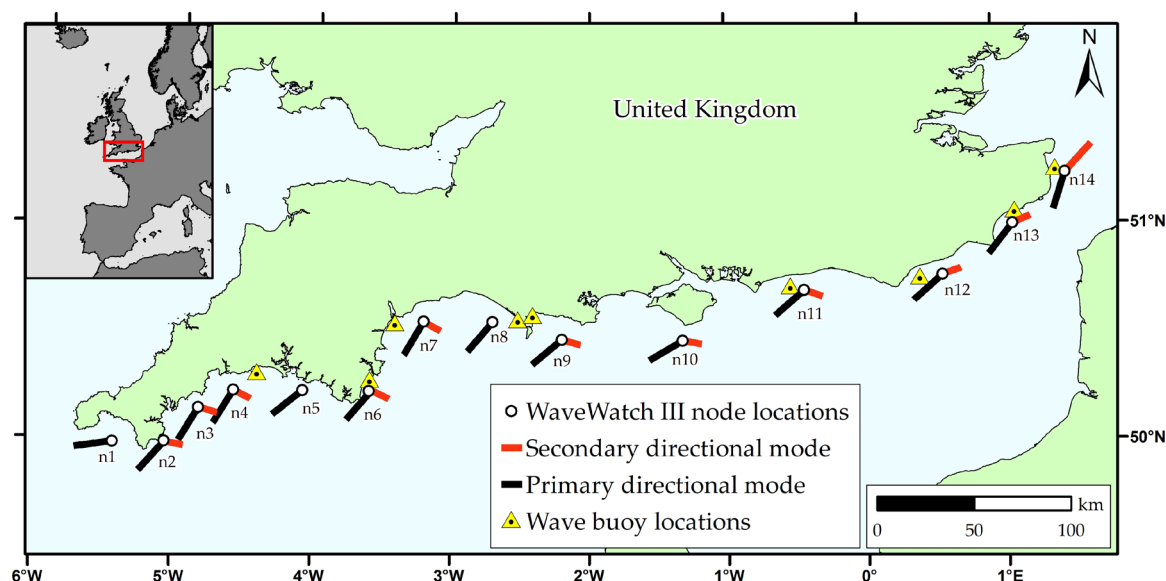 N
United Kingdom
n14
51°N
n13
n12
n11
n7
n8
n9
n10
n4
n5
n6
n3
n1
n2
50°N
WaveWatch III node locations
Secondary directional mode
Primary directional mode
Wave buoy locations
km
0 50 100
6°W 5°W 4°W 3°W 2°W 1°W 0° 1°E